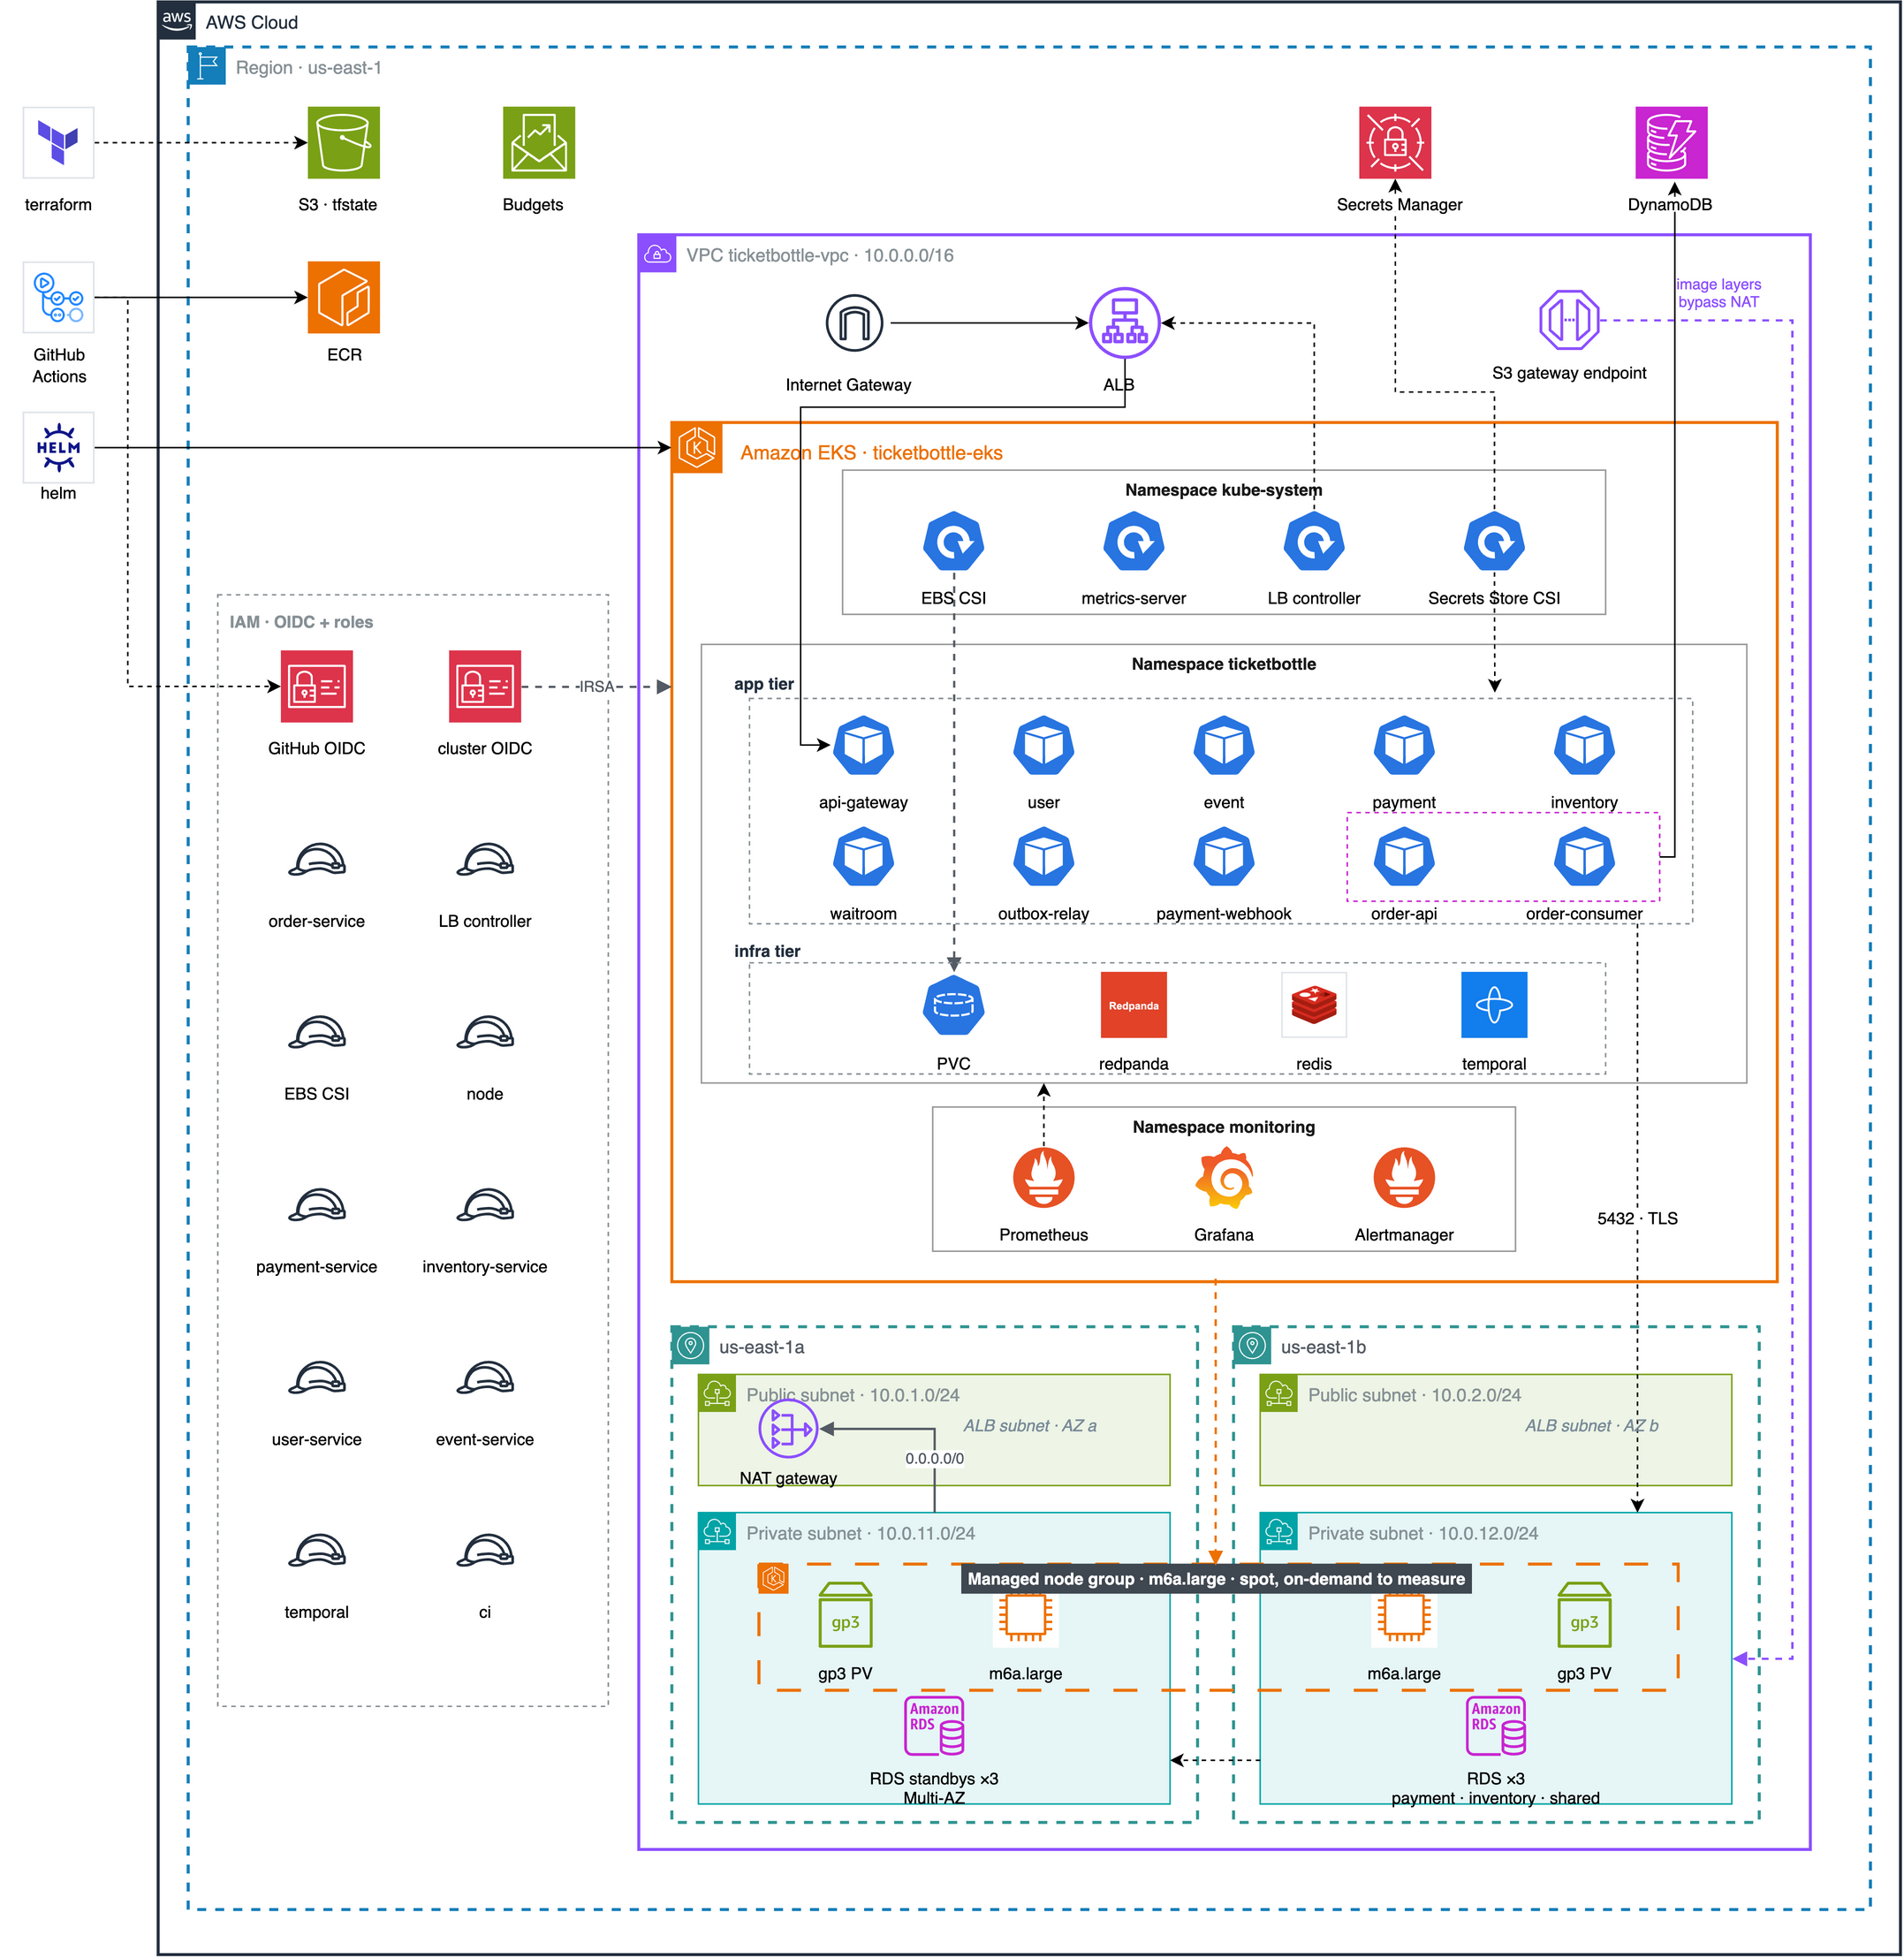 aws
AWS Cloud
Region · us-east-1
terraform
S3 · tfstate
Budgets
Secrets Manager
DynamoDB
VPC ticketbottle-vpc · 10.0.0.0/16
image layers
bypass NAT
GitHub
Actions
ECR
Internet Gateway
ALB
S3 gateway endpoint
HELM
helm
Amazon EKS · ticketbottle-eks
Namespace kube-system
EBS CSI
metrics-server
LB controller
Secrets Store CSI
IAM · OIDC + roles
GitHub OIDC
cluster OIDC
IRSA
order-service
LB controller
EBS CSI
node
payment-service
inventory-service
user-service
event-service
temporal
ci
Namespace ticketbottle
app tier
api-gateway
user
event
payment
inventory
waitroom
outbox-relay
payment-webhook
order-api
order-consumer
infra tier
Redpanda
PVC
redpanda
redis
temporal
Namespace monitoring
Prometheus
Grafana
Alertmanager
5432 · TLS
us-east-1a
Public subnet · 10.0.1.0/24
ALB subnet · AZ a
0.0.0.0/0
NAT gateway
us-east-1b
Public subnet · 10.0.2.0/24
ALB subnet · AZ b
Private subnet · 10.0.11.0/24
Private subnet · 10.0.12.0/24
Managed node group · m6a.large · spot, on-demand to measure
gp3
gp3 PV
m6a.large
m6a.large
gp3
gp3 PV
Amazon
RDS
RDS standbys ×3
Multi-AZ
Amazon
RDS
RDS ×3
payment · inventory · shared